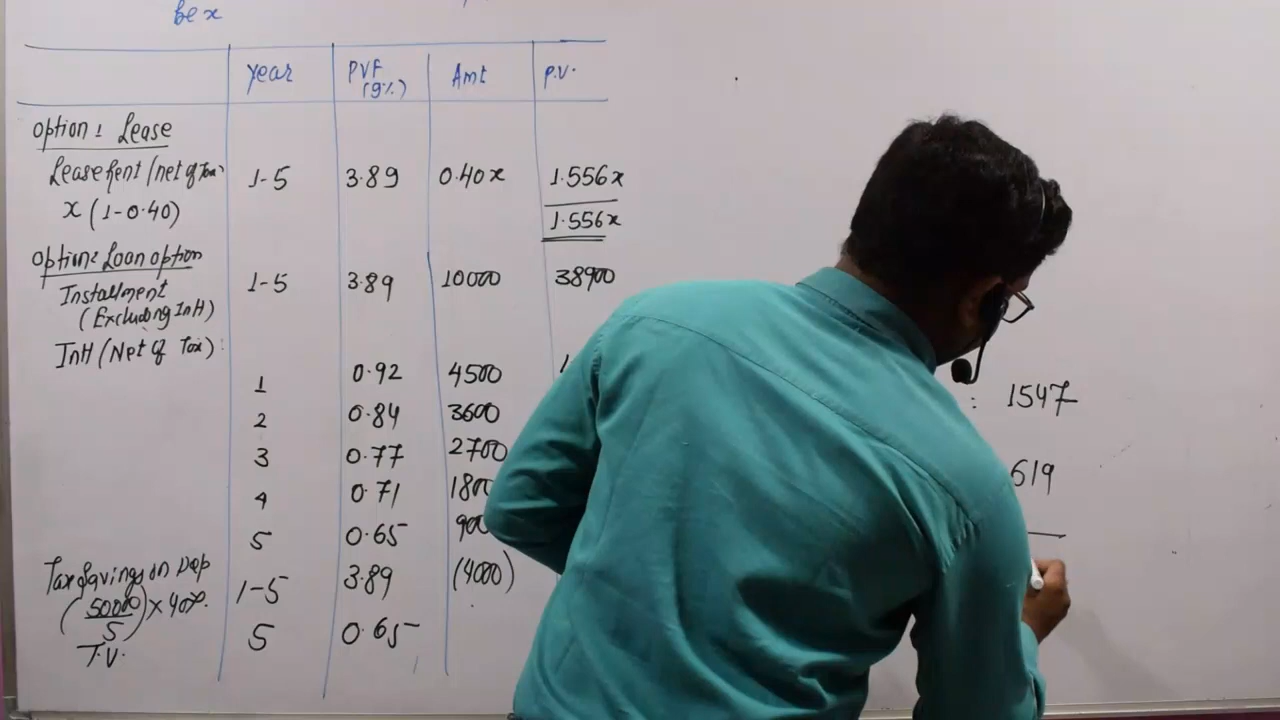 be x
Year PVF (9%) Amt P.V.
Option: Lease
Lease Rent (Net of Tax) 1-5 3.89 0.40x 1.556x
x (1-0.40) 1.556x
Option: Loan option
Installment 1-5 3.89 10000 38900
(Excluding Int)
Int (Net of Tax):
1 0.92 4500
2 0.84 3600
3 0.77 2700
4 0.71 180
5 0.65 90
Tax Savings on Dep 1-5 3.89 (4000)
(50000/5) × 40%.
T.V. 5 0.65
: 1547
619